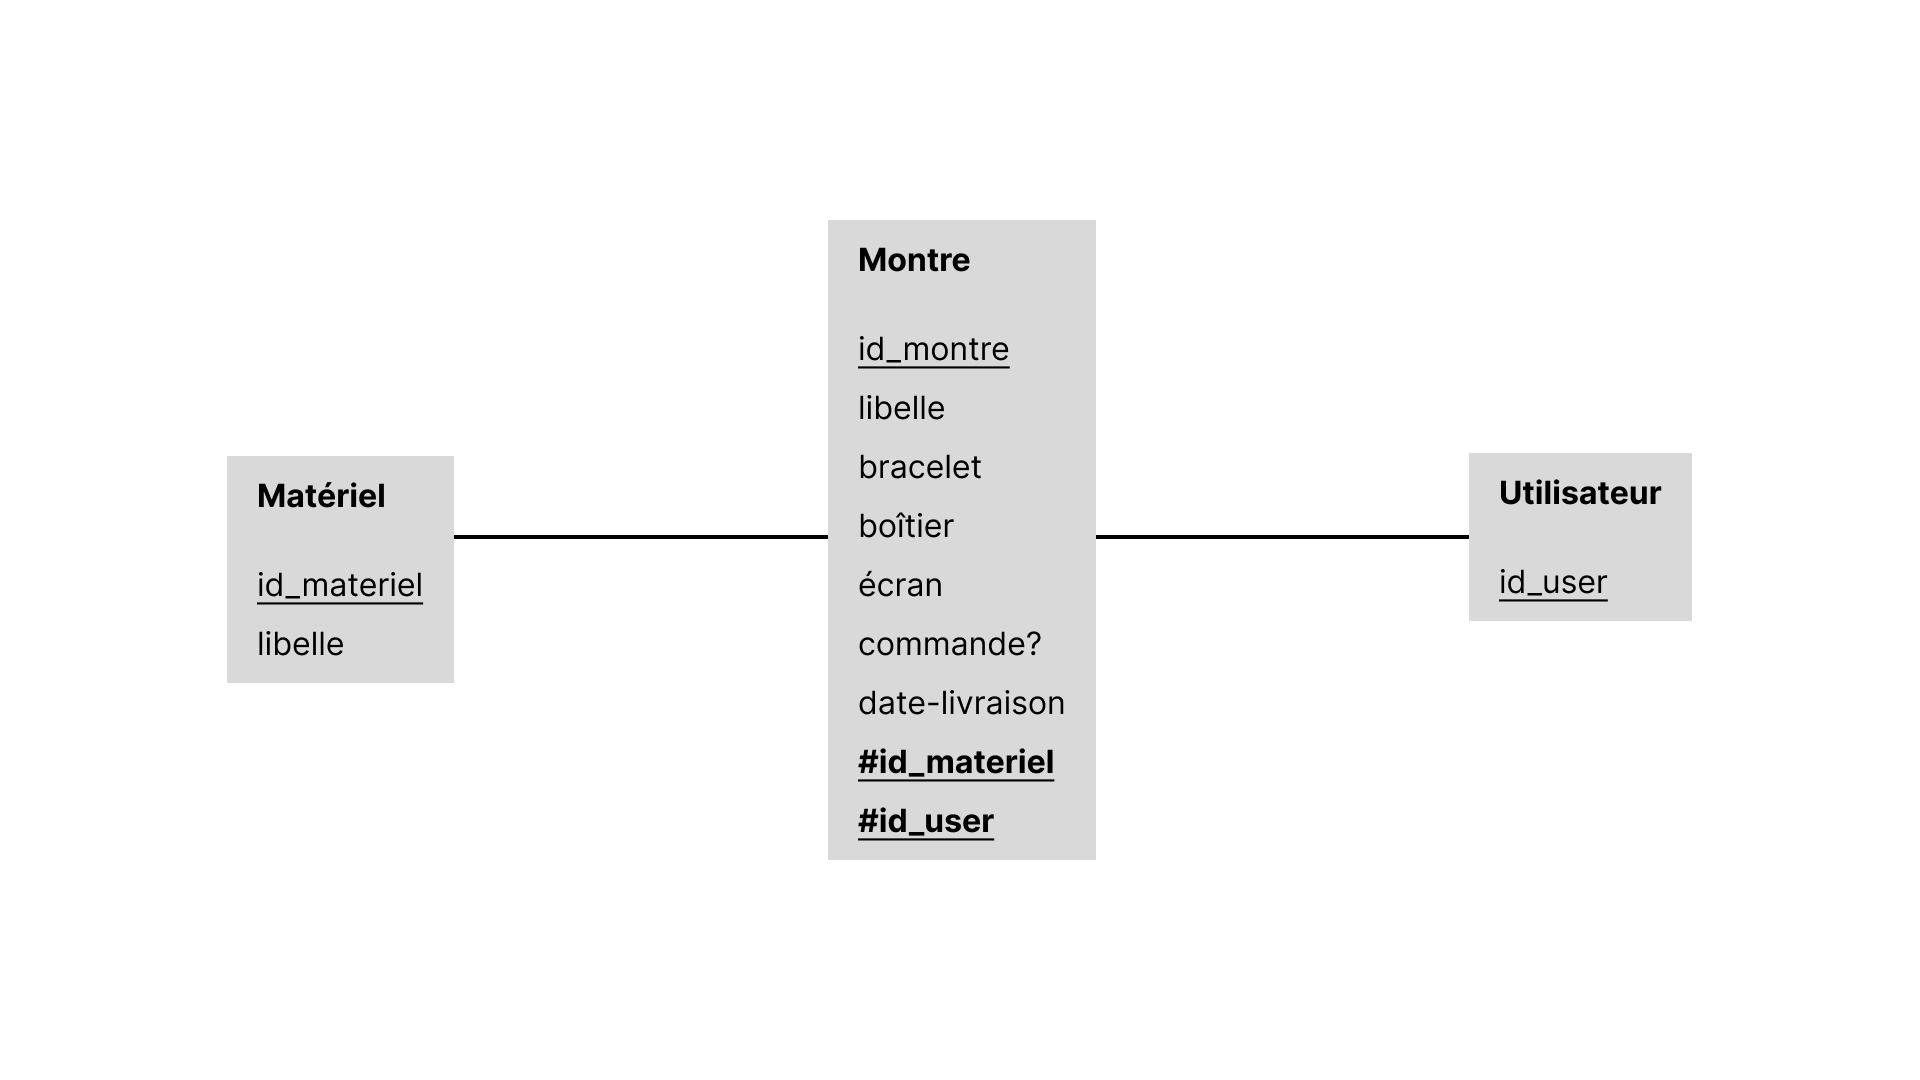 Matériel
id_materiel
libelle
Montre
id_montre
libelle
bracelet
boîtier
écran
commande?
date-livraison
#id_materiel
#id_user
Utilisateur
id_user